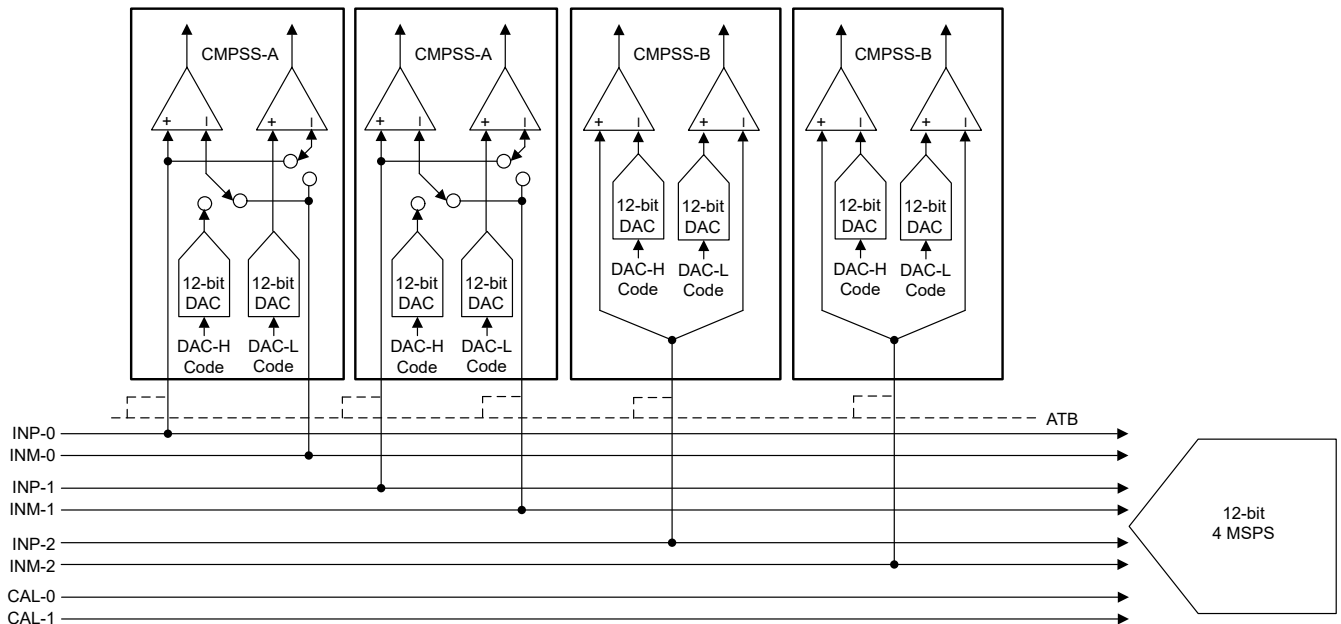 CMPSS-A
CMPSS-A
CMPSS-B
CMPSS-B
+ – + –
+ – + –
+ – + –
+ – + –
12-bit
DAC
12-bit
DAC
DAC-H
Code
DAC-L
Code
12-bit
DAC
12-bit
DAC
DAC-H
Code
DAC-L
Code
12-bit
DAC
12-bit
DAC
DAC-H
Code
DAC-L
Code
12-bit
DAC
12-bit
DAC
DAC-H
Code
DAC-L
Code
ATB
INP-0
INM-0
INP-1
INM-1
INP-2
INM-2
CAL-0
CAL-1
12-bit
4 MSPS